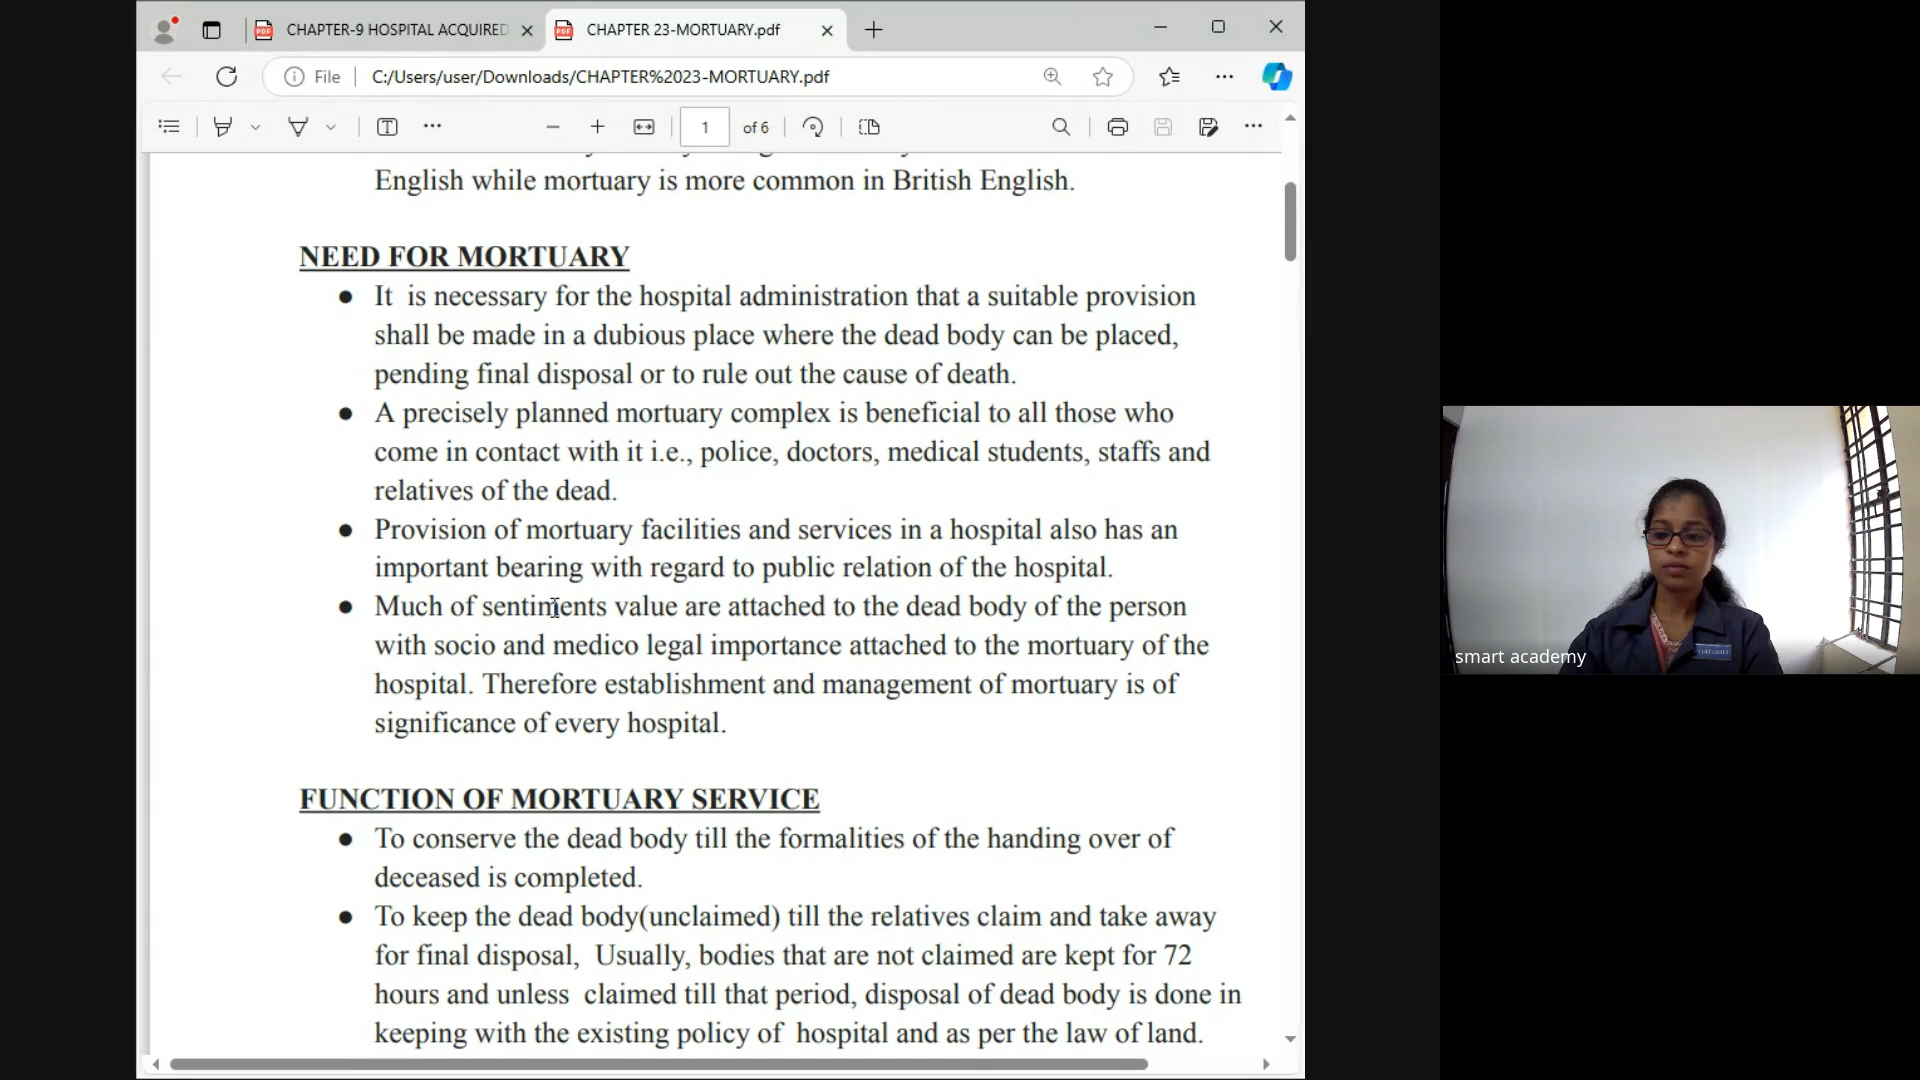 CHAPTER-9 HOSPITAL ACQUIRED
CHAPTER 23-MORTUARY.pdf
File
C:/Users/user/Downloads/CHAPTER%2023-MORTUARY.pdf
1 of 6
English while mortuary is more common in British English.
NEED FOR MORTUARY
● It is necessary for the hospital administration that a suitable provision
shall be made in a dubious place where the dead body can be placed,
pending final disposal or to rule out the cause of death.
● A precisely planned mortuary complex is beneficial to all those who
come in contact with it i.e., police, doctors, medical students, staffs and
relatives of the dead.
● Provision of mortuary facilities and services in a hospital also has an
important bearing with regard to public relation of the hospital.
● Much of sentiments value are attached to the dead body of the person
with socio and medico legal importance attached to the mortuary of the
hospital. Therefore establishment and management of mortuary is of
significance of every hospital.
FUNCTION OF MORTUARY SERVICE
● To conserve the dead body till the formalities of the handing over of
deceased is completed.
● To keep the dead body(unclaimed) till the relatives claim and take away
for final disposal, Usually, bodies that are not claimed are kept for 72
hours and unless claimed till that period, disposal of dead body is done in
keeping with the existing policy of hospital and as per the law of land.
smart academy